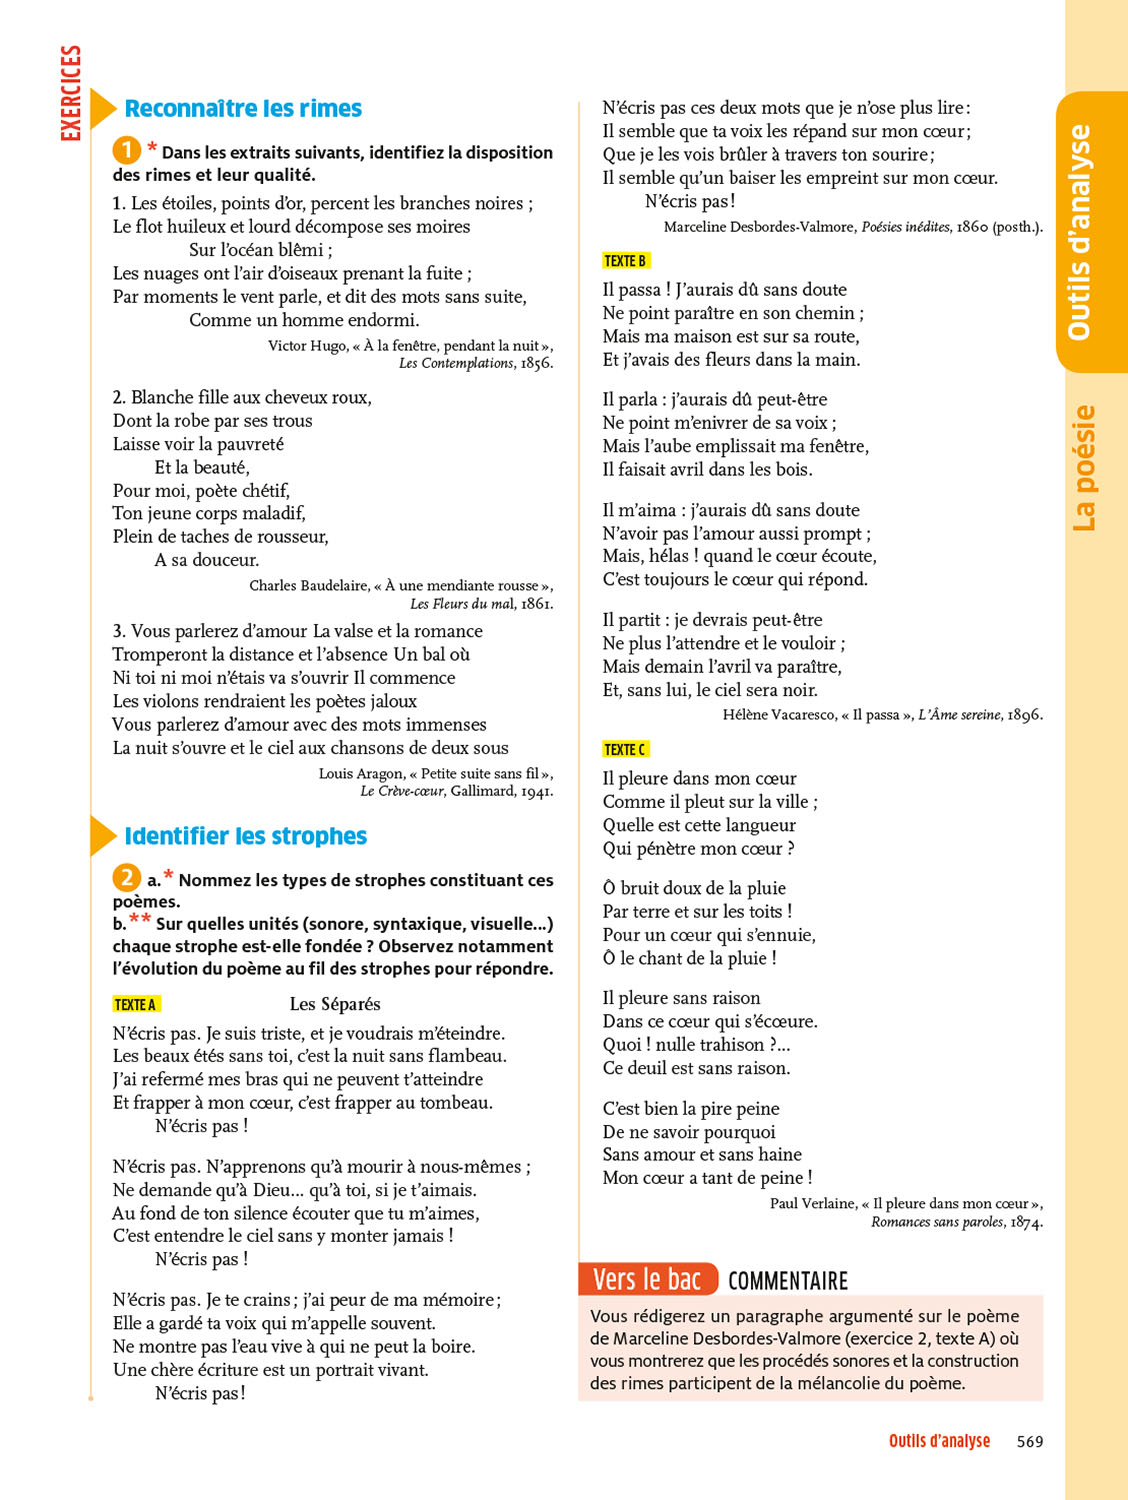 EXERCICES
Reconnaître les rimes
1 * Dans les extraits suivants, identifiez la disposition
des rimes et leur qualité.
1. Les étoiles, points d’or, percent les branches noires ;
Le flot huileux et lourd décompose ses moires
Sur l’océan blêmi ;
Les nuages ont l’air d’oiseaux prenant la fuite ;
Par moments le vent parle, et dit des mots sans suite,
Comme un homme endormi.
Victor Hugo, « À la fenêtre, pendant la nuit »,
Les Contemplations, 1856.
2. Blanche fille aux cheveux roux,
Dont la robe par ses trous
Laisse voir la pauvreté
Et la beauté,
Pour moi, poète chétif,
Ton jeune corps maladif,
Plein de taches de rousseur,
A sa douceur.
Charles Baudelaire, « À une mendiante rousse »,
Les Fleurs du mal, 1861.
3. Vous parlerez d’amour La valse et la romance
Tromperont la distance et l’absence Un bal où
Ni toi ni moi n’étais va s’ouvrir Il commence
Les violons rendraient les poètes jaloux
Vous parlerez d’amour avec des mots immenses
La nuit s’ouvre et le ciel aux chansons de deux sous
Louis Aragon, « Petite suite sans fil »,
Le Crève-cœur, Gallimard, 1941.
Identifier les strophes
2 a.* Nommez les types de strophes constituant ces
poèmes.
b.** Sur quelles unités (sonore, syntaxique, visuelle...)
chaque strophe est-elle fondée ? Observez notamment
l’évolution du poème au fil des strophes pour répondre.
TEXTE A Les Séparés
N’écris pas. Je suis triste, et je voudrais m’éteindre.
Les beaux étés sans toi, c’est la nuit sans flambeau.
J’ai refermé mes bras qui ne peuvent t’atteindre
Et frapper à mon cœur, c’est frapper au tombeau.
N’écris pas !
N’écris pas. N’apprenons qu’à mourir à nous-mêmes ;
Ne demande qu’à Dieu... qu’à toi, si je t’aimais.
Au fond de ton silence écouter que tu m’aimes,
C’est entendre le ciel sans y monter jamais !
N’écris pas !
N’écris pas. Je te crains ; j’ai peur de ma mémoire ;
Elle a gardé ta voix qui m’appelle souvent.
Ne montre pas l’eau vive à qui ne peut la boire.
Une chère écriture est un portrait vivant.
N’écris pas !
N’écris pas ces deux mots que je n’ose plus lire :
Il semble que ta voix les répand sur mon cœur ;
Que je les vois brûler à travers ton sourire ;
Il semble qu’un baiser les empreint sur mon cœur.
N’écris pas !
Marceline Desbordes-Valmore, Poésies inédites, 1860 (posth.).
TEXTE B
Il passa ! J’aurais dû sans doute
Ne point paraître en son chemin ;
Mais ma maison est sur sa route,
Et j’avais des fleurs dans la main.
Il parla : j’aurais dû peut-être
Ne point m’enivrer de sa voix ;
Mais l’aube emplissait ma fenêtre,
Il faisait avril dans les bois.
Il m’aima : j’aurais dû sans doute
N’avoir pas l’amour aussi prompt ;
Mais, hélas ! quand le cœur écoute,
C’est toujours le cœur qui répond.
Il partit : je devrais peut-être
Ne plus l’attendre et le vouloir ;
Mais demain l’avril va paraître,
Et, sans lui, le ciel sera noir.
Hélène Vacaresco, « Il passa », L’Âme sereine, 1896.
TEXTE C
Il pleure dans mon cœur
Comme il pleut sur la ville ;
Quelle est cette langueur
Qui pénètre mon cœur ?
Ô bruit doux de la pluie
Par terre et sur les toits !
Pour un cœur qui s’ennuie,
Ô le chant de la pluie !
Il pleure sans raison
Dans ce cœur qui s’écœure.
Quoi ! nulle trahison ?...
Ce deuil est sans raison.
C’est bien la pire peine
De ne savoir pourquoi
Sans amour et sans haine
Mon cœur a tant de peine !
Paul Verlaine, « Il pleure dans mon cœur »,
Romances sans paroles, 1874.
Vers le bac COMMENTAIRE
Vous rédigerez un paragraphe argumenté sur le poème
de Marceline Desbordes-Valmore (exercice 2, texte A) où
vous montrerez que les procédés sonores et la construction
des rimes participent de la mélancolie du poème.
Outils d’analyse
La poésie
Outils d’analyse 569